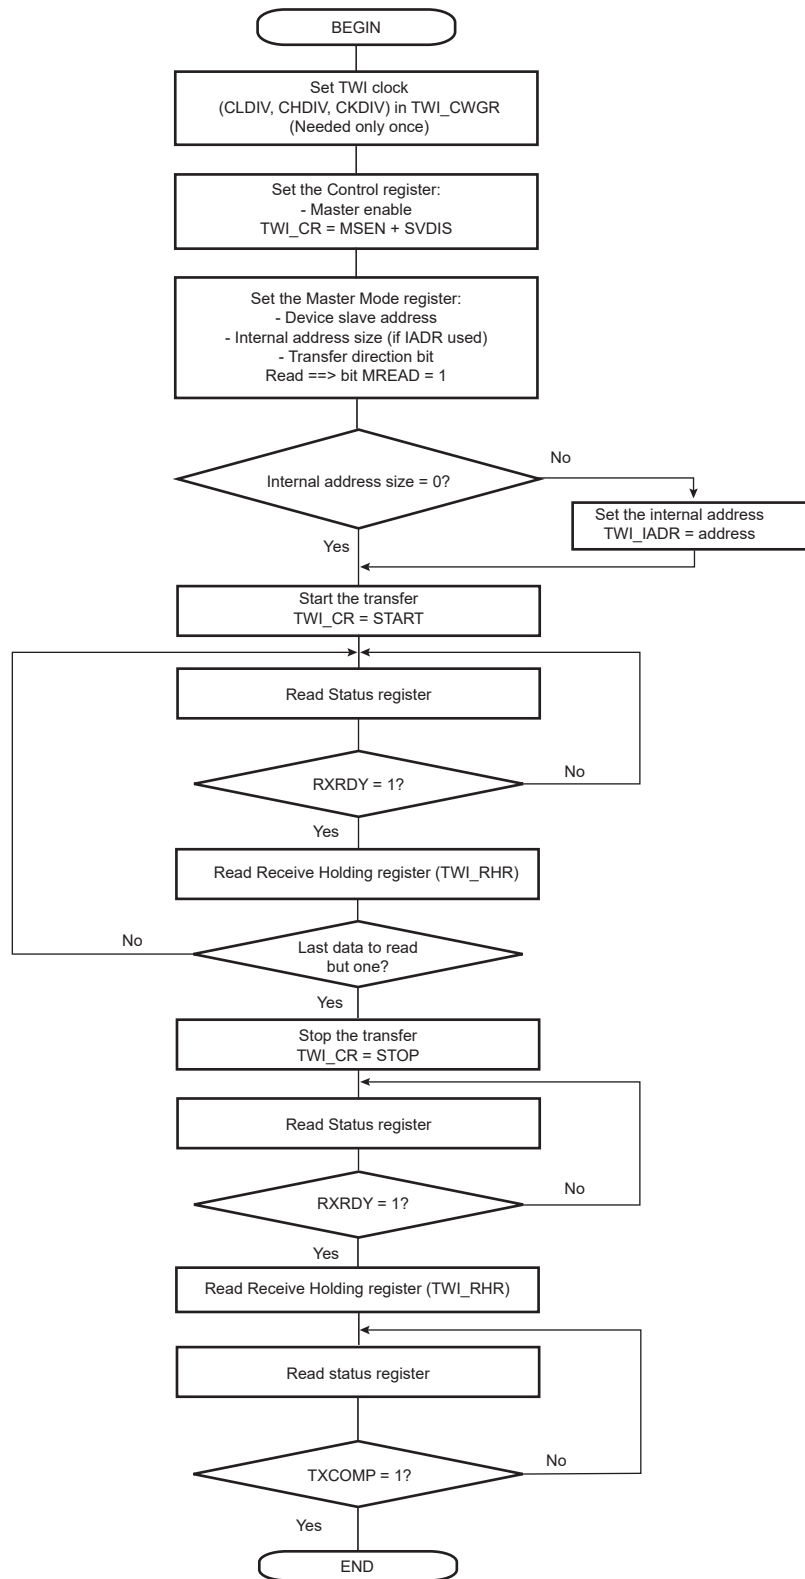 BEGIN
Set TWI clock
(CLDIV, CHDIV, CKDIV) in TWI_CWGR
(Needed only once)
Set the Control register:
- Master enable
TWI_CR = MSEN + SVDIS
Set the Master Mode register:
- Device slave address
- Internal address size (if IADR used)
- Transfer direction bit
Read ==> bit MREAD = 1
Internal address size = 0?
No
Set the internal address
TWI_IADR = address
Yes
Start the transfer
TWI_CR = START
Read Status register
RXRDY = 1?
No
Yes
Read Receive Holding register (TWI_RHR)
No
Last data to read
but one?
Yes
Stop the transfer
TWI_CR = STOP
Read Status register
RXRDY = 1?
No
Yes
Read Receive Holding register (TWI_RHR)
Read status register
TXCOMP = 1?
No
Yes
END